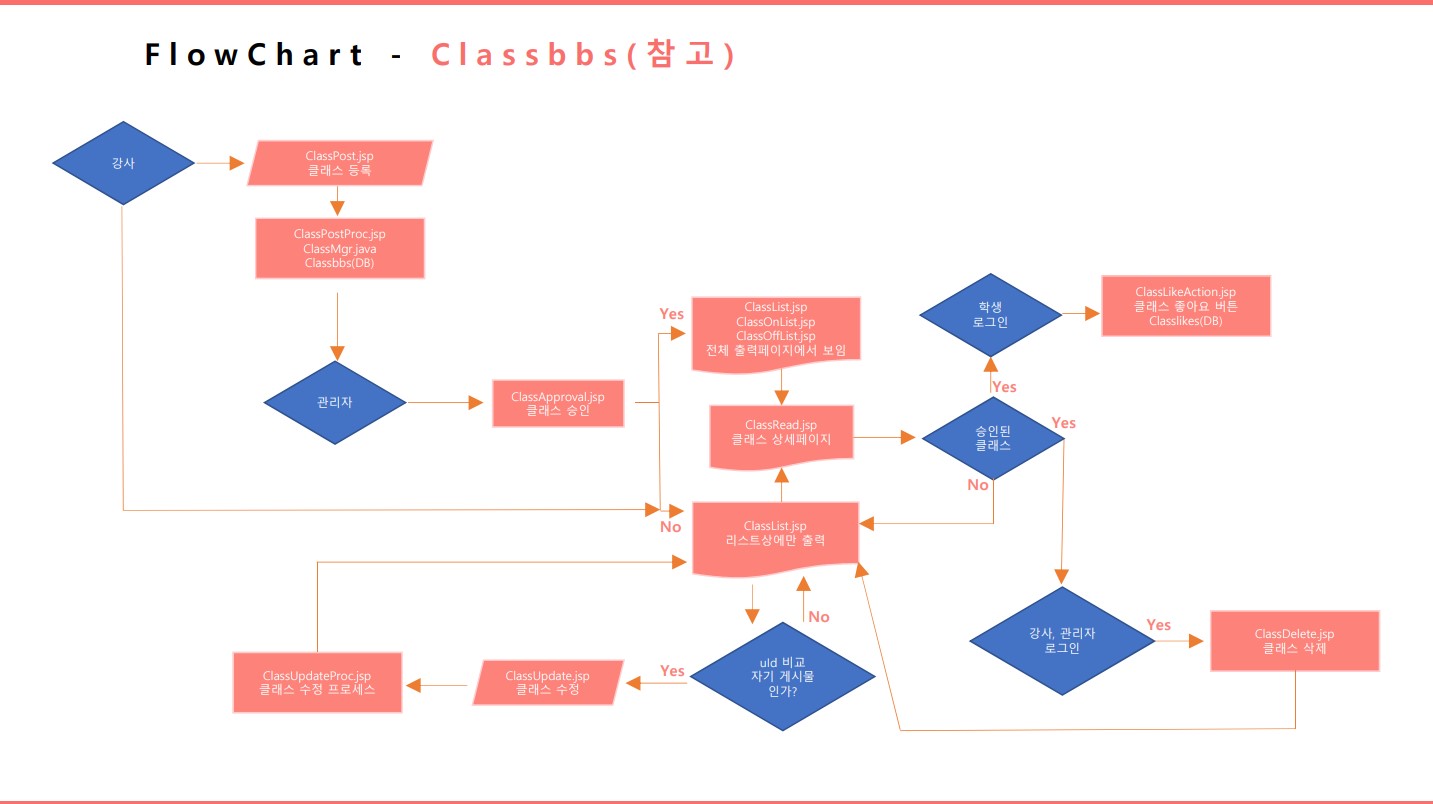 FlowChart - Classbbs(참고)
강사
ClassPost.jsp
클래스 등록
ClassPostProc.jsp
ClassMgr.java
Classbbs(DB)
관리자
ClassApproval.jsp
클래스 승인
Yes
No
ClassList.jsp
ClassOnList.jsp
ClassOffList.jsp
전체 출력페이지에서 보임
ClassRead.jsp
클래스 상세페이지
ClassList.jsp
리스트상에만 출력
학생
로그인
ClassLikeAction.jsp
클래스 좋아요 버튼
Classlikes(DB)
Yes
승인된
클래스
Yes
No
강사, 관리자
로그인
Yes
ClassDelete.jsp
클래스 삭제
No
uId 비교
자기 게시물
인가?
Yes
ClassUpdate.jsp
클래스 수정
ClassUpdateProc.jsp
클래스 수정 프로세스